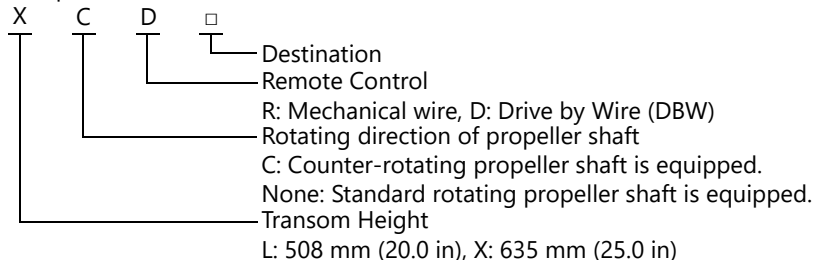 X C D □
Destination
Remote Control
R: Mechanical wire, D: Drive by Wire (DBW)
Rotating direction of propeller shaft
C: Counter-rotating propeller shaft is equipped.
None: Standard rotating propeller shaft is equipped.
Transom Height
L: 508 mm (20.0 in), X: 635 mm (25.0 in)